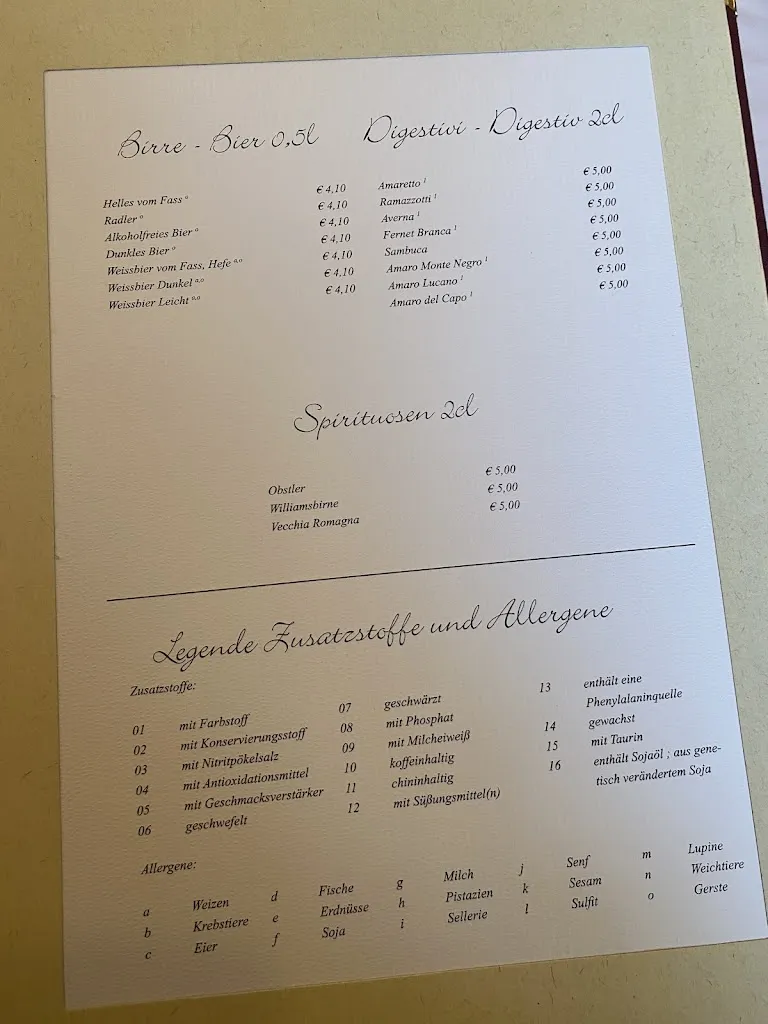 Birre - Bier 0,5l
Helles vom Fass ᵒ € 4,10
Radler ᵒ € 4,10
Alkoholfreies Bier ᵒ € 4,10
Dunkles Bier ᵒ € 4,10
Weissbier vom Fass, Hefe ᵃ,ᵒ € 4,10
Weissbier Dunkel ᵃ,ᵒ € 4,10
Weissbier Leicht ᵃ,ᵒ € 4,10
Digestivi - Digestiv 2cl
Amaretto ¹ € 5,00
Ramazzotti ¹ € 5,00
Averna ¹ € 5,00
Fernet Branca ¹ € 5,00
Sambuca € 5,00
Amaro Monte Negro ¹ € 5,00
Amaro Lucano ¹ € 5,00
Amaro del Capo ¹ € 5,00
Spirituosen 2cl
Obstler € 5,00
Williamsbirne € 5,00
Vecchia Romagna € 5,00
Legende Zusatzstoffe und Allergene
Zusatzstoffe:
01 mit Farbstoff
02 mit Konservierungsstoff
03 mit Nitritpökelsalz
04 mit Antioxidationsmittel
05 mit Geschmacksverstärker
06 geschwefelt
07 geschwärzt
08 mit Phosphat
09 mit Milcheiweiß
10 koffeinhaltig
11 chininhaltig
12 mit Süßungsmittel(n)
13 enthält eine
Phenylalaninquelle
14 gewachst
15 mit Taurin
16 enthält Sojaöl ; aus gene-
tisch verändertem Soja
Allergene:
a Weizen d Fische g Milch j Senf m Lupine
b Krebstiere e Erdnüsse h Pistazien k Sesam n Weichtiere
c Eier f Soja i Sellerie l Sulfit o Gerste